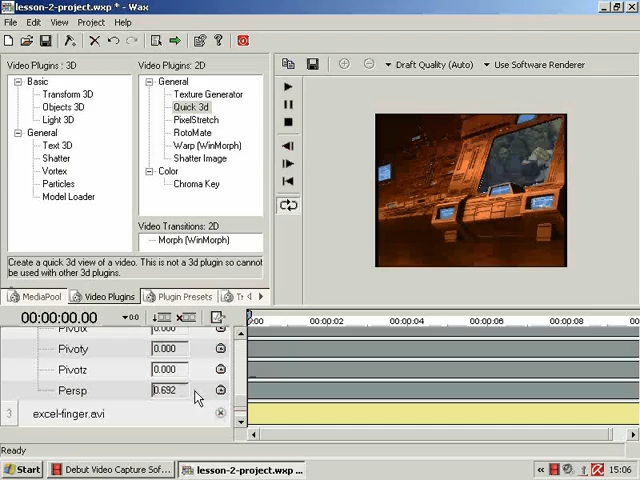 lesson-2-project.wxp * - Wax
File Edit View Project Help
Draft Quality (Auto) Use Software Renderer
Video Plugins : 3D
Basic
Transform 3D
Objects 3D
Light 3D
General
Text 3D
Shatter
Vortex
Particles
Model Loader
Video Plugins: 2D
General
Texture Generator
Quick 3d
PixelStretch
RotoMate
Warp (WinMorph)
Shatter Image
Color
Chroma Key
Video Transitions: 2D
Morph (WinMorph)
Create a quick 3d view of a video. This is not a 3d plugin so cannot
be used with other 3d plugins.
MediaPool Video Plugins Plugin Presets Tr
00:00:00.00 0.0
:00 00:00:02 00:00:04 00:00:06 00:00:08
Pivotx 0.000
Pivoty 0.000
Pivotz 0.000
Persp 0.692
3 excel-finger.avi
Ready
Start Debut Video Capture Sof... lesson-2-project.wxp ... « 15:06